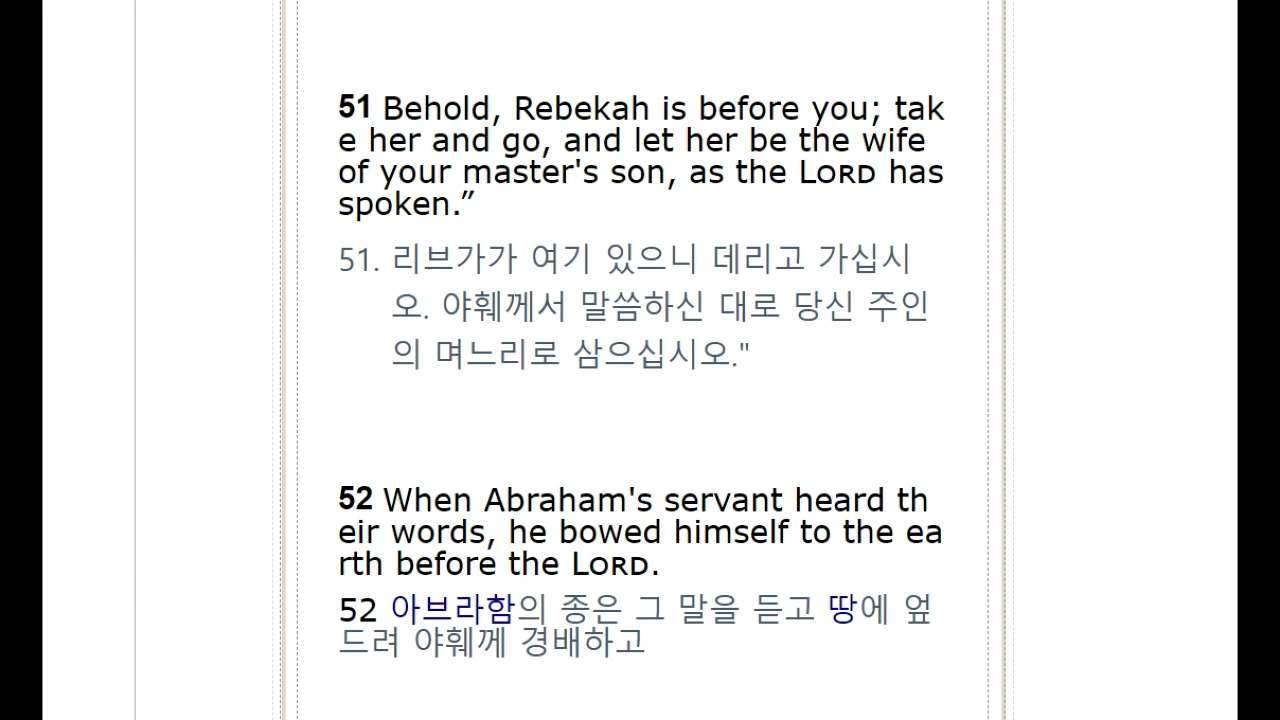 51 Behold, Rebekah is before you; tak
e her and go, and let her be the wife
of your master's son, as the LORD has
spoken.”
51. 리브가가 여기 있으니 데리고 가십시
오. 야훼께서 말씀하신 대로 당신 주인
의 며느리로 삼으십시오."
52 When Abraham's servant heard th
eir words, he bowed himself to the ea
rth before the LORD.
52 아브라함의 종은 그 말을 듣고 땅에 엎
드려 야훼께 경배하고